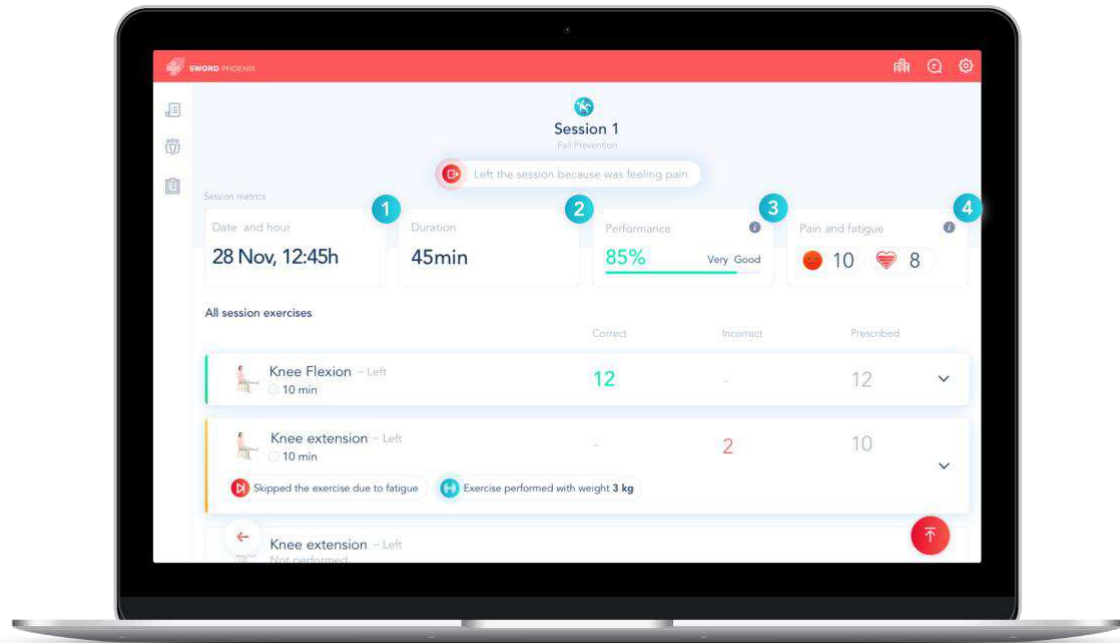 SWORD PHOENIX
Session 1
Fall Prevention
Left the session because was feeling pain
Session metrics
1
2
3
4
Date and hour
28 Nov, 12:45h
Duration
45min
Performance
85%
Very Good
Pain and fatigue
10
8
All session exercises
Correct
Incorrect
Prescribed
Knee Flexion – Left
12
-
12
10 min
Knee extension – Left
-
2
10
10 min
Skipped the exercise due to fatigue
Exercise performed with weight 3 kg
Knee extension – Left
Not performed